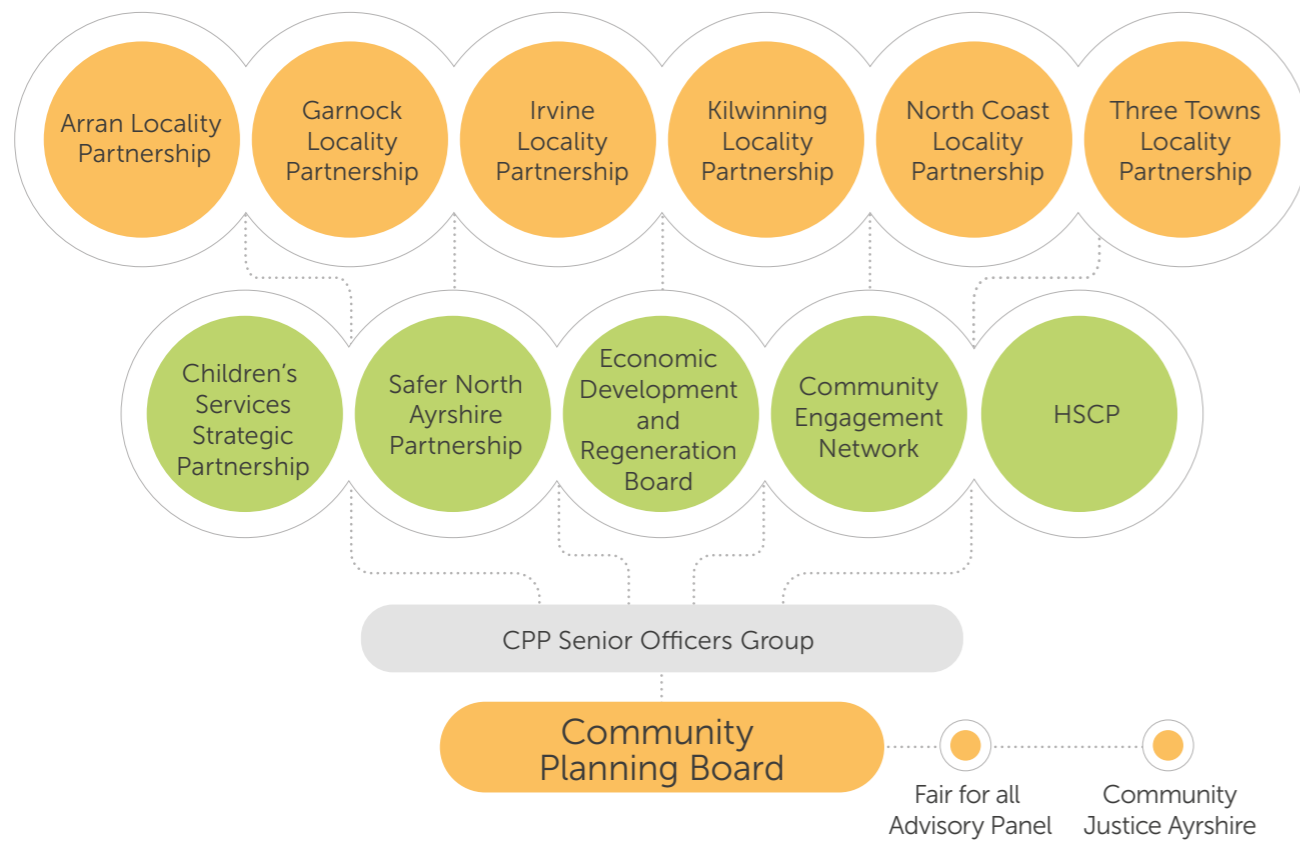 Arran Locality
Partnership
Garnock
Locality
Partnership
Irvine
Locality
Partnership
Kilwinning
Locality
Partnership
North Coast
Locality
Partnership
Three Towns
Locality
Partnership
Children's
Services
Strategic
Partnership
Safer North
Ayrshire
Partnership
Economic
Development
and
Regeneration
Board
Community
Engagement
Network
HSCP
CPP Senior Officers Group
Community
Planning Board
Fair for all
Advisory Panel
Community
Justice Ayrshire